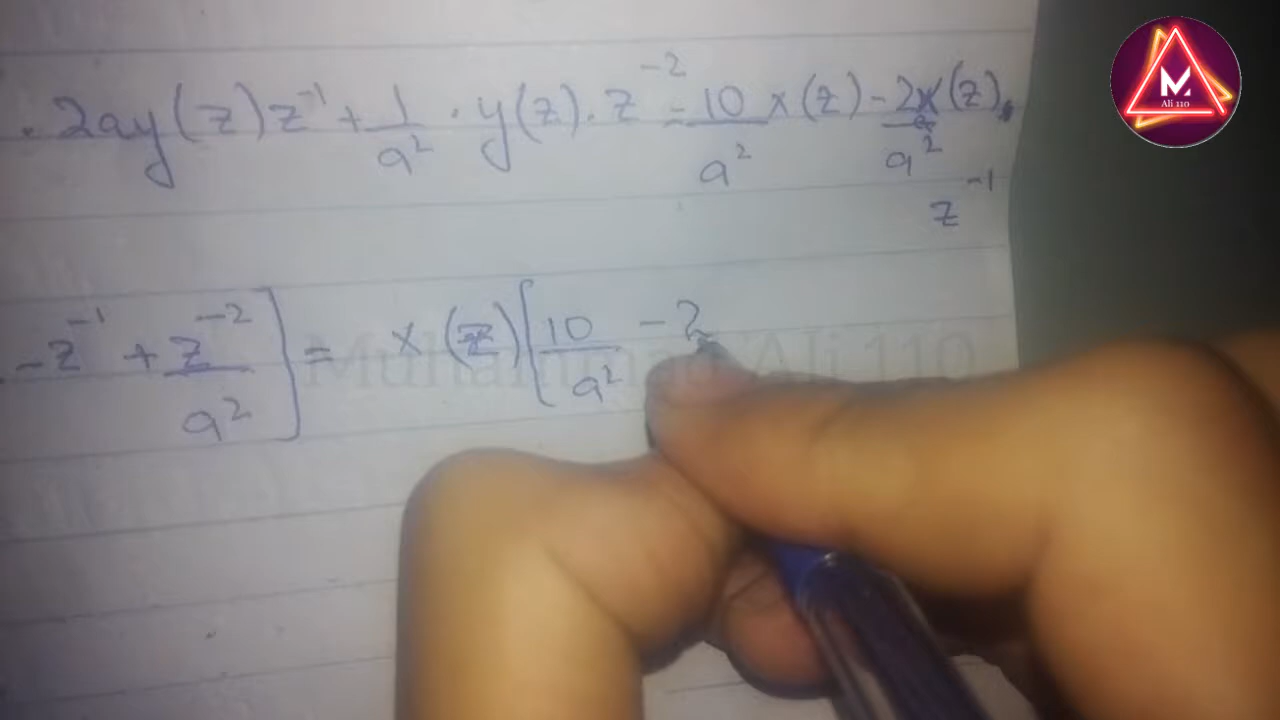 . 2ay(z)z⁻¹ + 1/a² · y(z). z⁻² = 10/a² x(z) - 2x(z)/a² .
z⁻¹
-z⁻¹ + z⁻²/a² ] = x(z) [ 10/a² - 2
Muhammad Ali 110
M
Ali 110